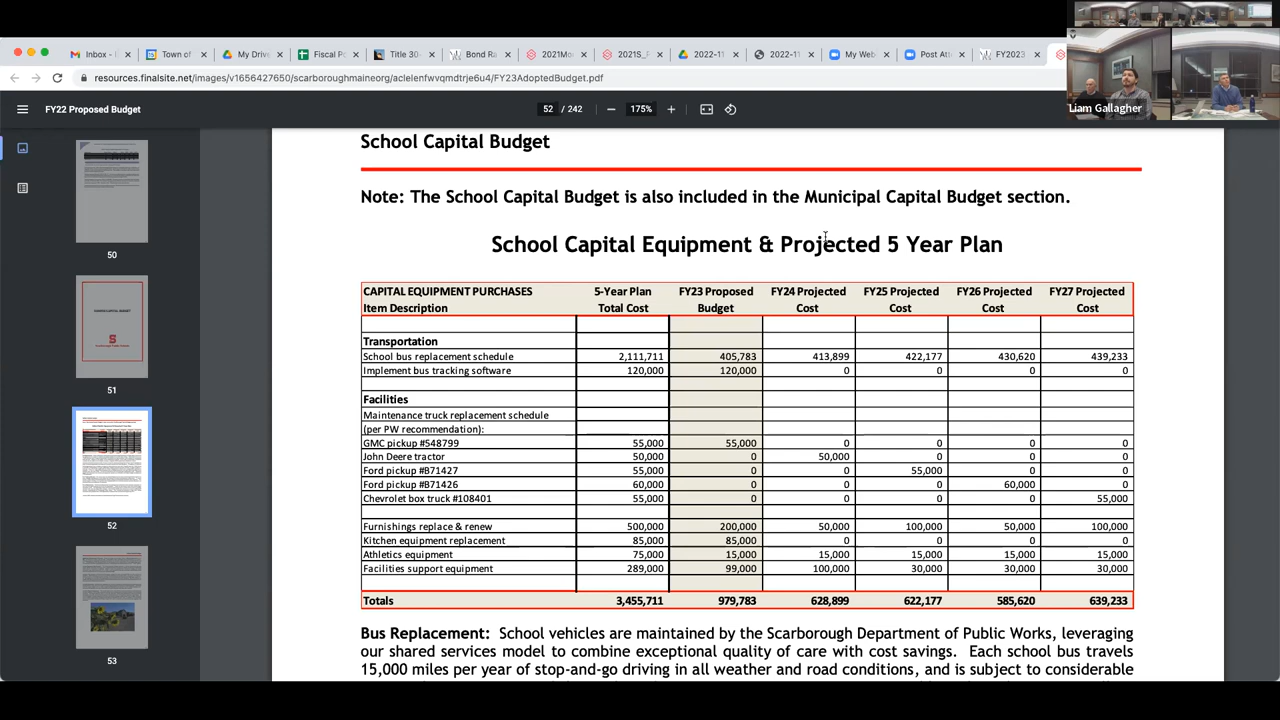 Inbox -
Town of
My Drive
Fiscal Po
Title 30-
Bond Ra
2021Mos
2021S_P
2022-11
2022-11
My Web
Post Att
FY2023
resources.finalsite.net/images/v1656427650/scarboroughmaineorg/aclelenfwvqmdtrje6u4/FY23AdoptedBudget.pdf
Liam Gallagher
FY22 Proposed Budget
52 / 242
175%
50
51
52
53
School Capital Budget
Note: The School Capital Budget is also included in the Municipal Capital Budget section.
School Capital Equipment & Projected 5 Year Plan
CAPITAL EQUIPMENT PURCHASES 5-Year Plan FY23 Proposed FY24 Projected FY25 Projected FY26 Projected FY27 Projected
Item Description Total Cost Budget Cost Cost Cost Cost
Transportation
School bus replacement schedule 2,111,711 405,783 413,899 422,177 430,620 439,233
Implement bus tracking software 120,000 120,000 0 0 0 0
Facilities
Maintenance truck replacement schedule
(per PW recommendation):
GMC pickup #548799 55,000 55,000 0 0 0 0
John Deere tractor 50,000 0 50,000 0 0 0
Ford pickup #B71427 55,000 0 0 55,000 0 0
Ford pickup #B71426 60,000 0 0 0 60,000 0
Chevrolet box truck #108401 55,000 0 0 0 0 55,000
Furnishings replace & renew 500,000 200,000 50,000 100,000 50,000 100,000
Kitchen equipment replacement 85,000 85,000 0 0 0 0
Athletics equipment 75,000 15,000 15,000 15,000 15,000 15,000
Facilities support equipment 289,000 99,000 100,000 30,000 30,000 30,000
Totals 3,455,711 979,783 628,899 622,177 585,620 639,233
Bus Replacement: School vehicles are maintained by the Scarborough Department of Public Works, leveraging
our shared services model to combine exceptional quality of care with cost savings. Each school bus travels
15,000 miles per year of stop-and-go driving in all weather and road conditions, and is subject to considerable